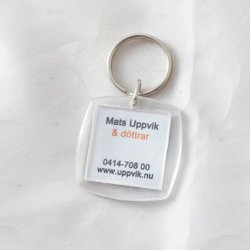 Mats Uppvik
& döttrar
0414-708 00
www.uppvik.nu